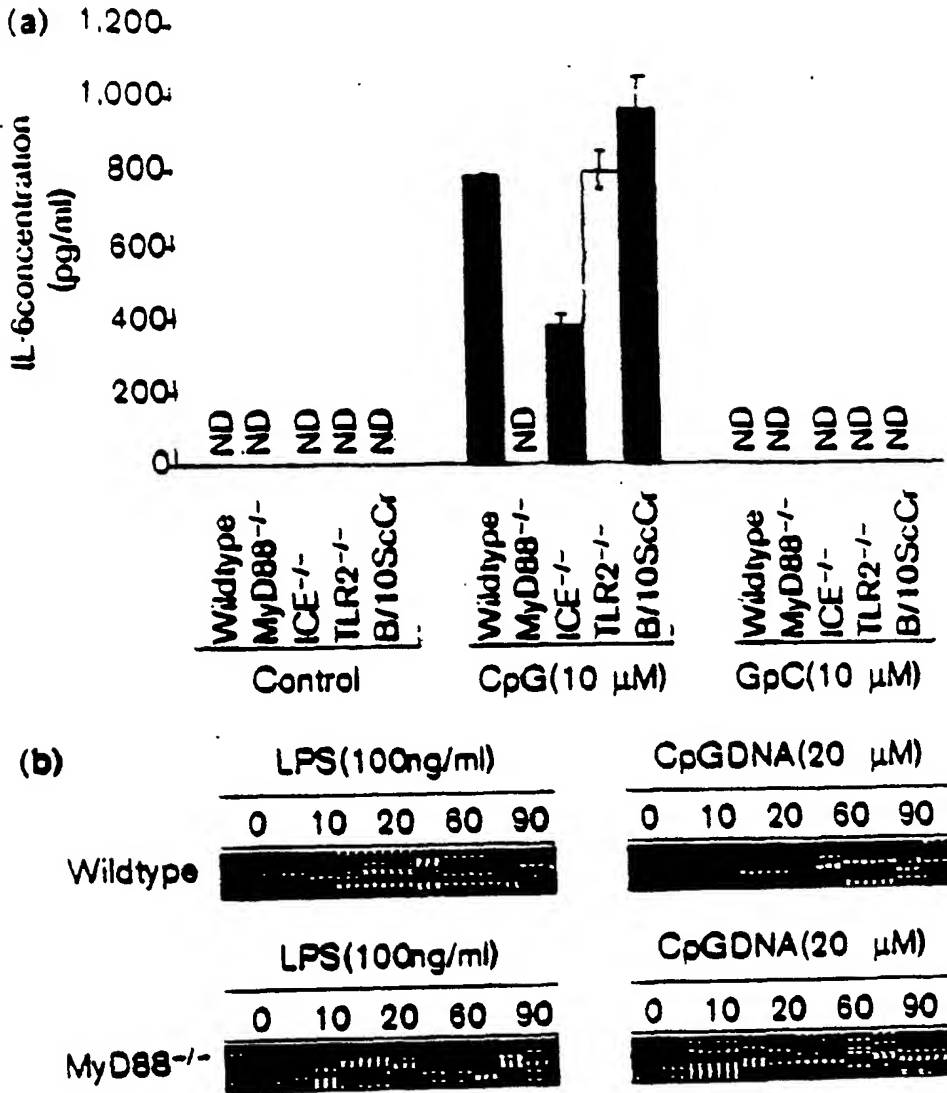 (a)
1.200
1.000
800
600
400
200
0
IL-6concentration
(pg/ml)
ND ND ND ND ND
ND
ND ND ND ND ND
Wildtype
MyD88-/-
ICE-/-
TLR2-/-
B/10ScCr
Wildtype
MyD88-/-
ICE-/-
TLR2-/-
B/10ScCr
Wildtype
MyD88-/-
ICE-/-
TLR2-/-
B/10ScCr
Control
CpG(10 μM)
GpC(10 μM)
(b)
LPS(100ng/ml)
CpGDNA(20 μM)
0 10 20 60 90
0 10 20 60 90
Wildtype
LPS(100ng/ml)
CpGDNA(20 μM)
0 10 20 60 90
0 10 20 60 90
MyD88-/-